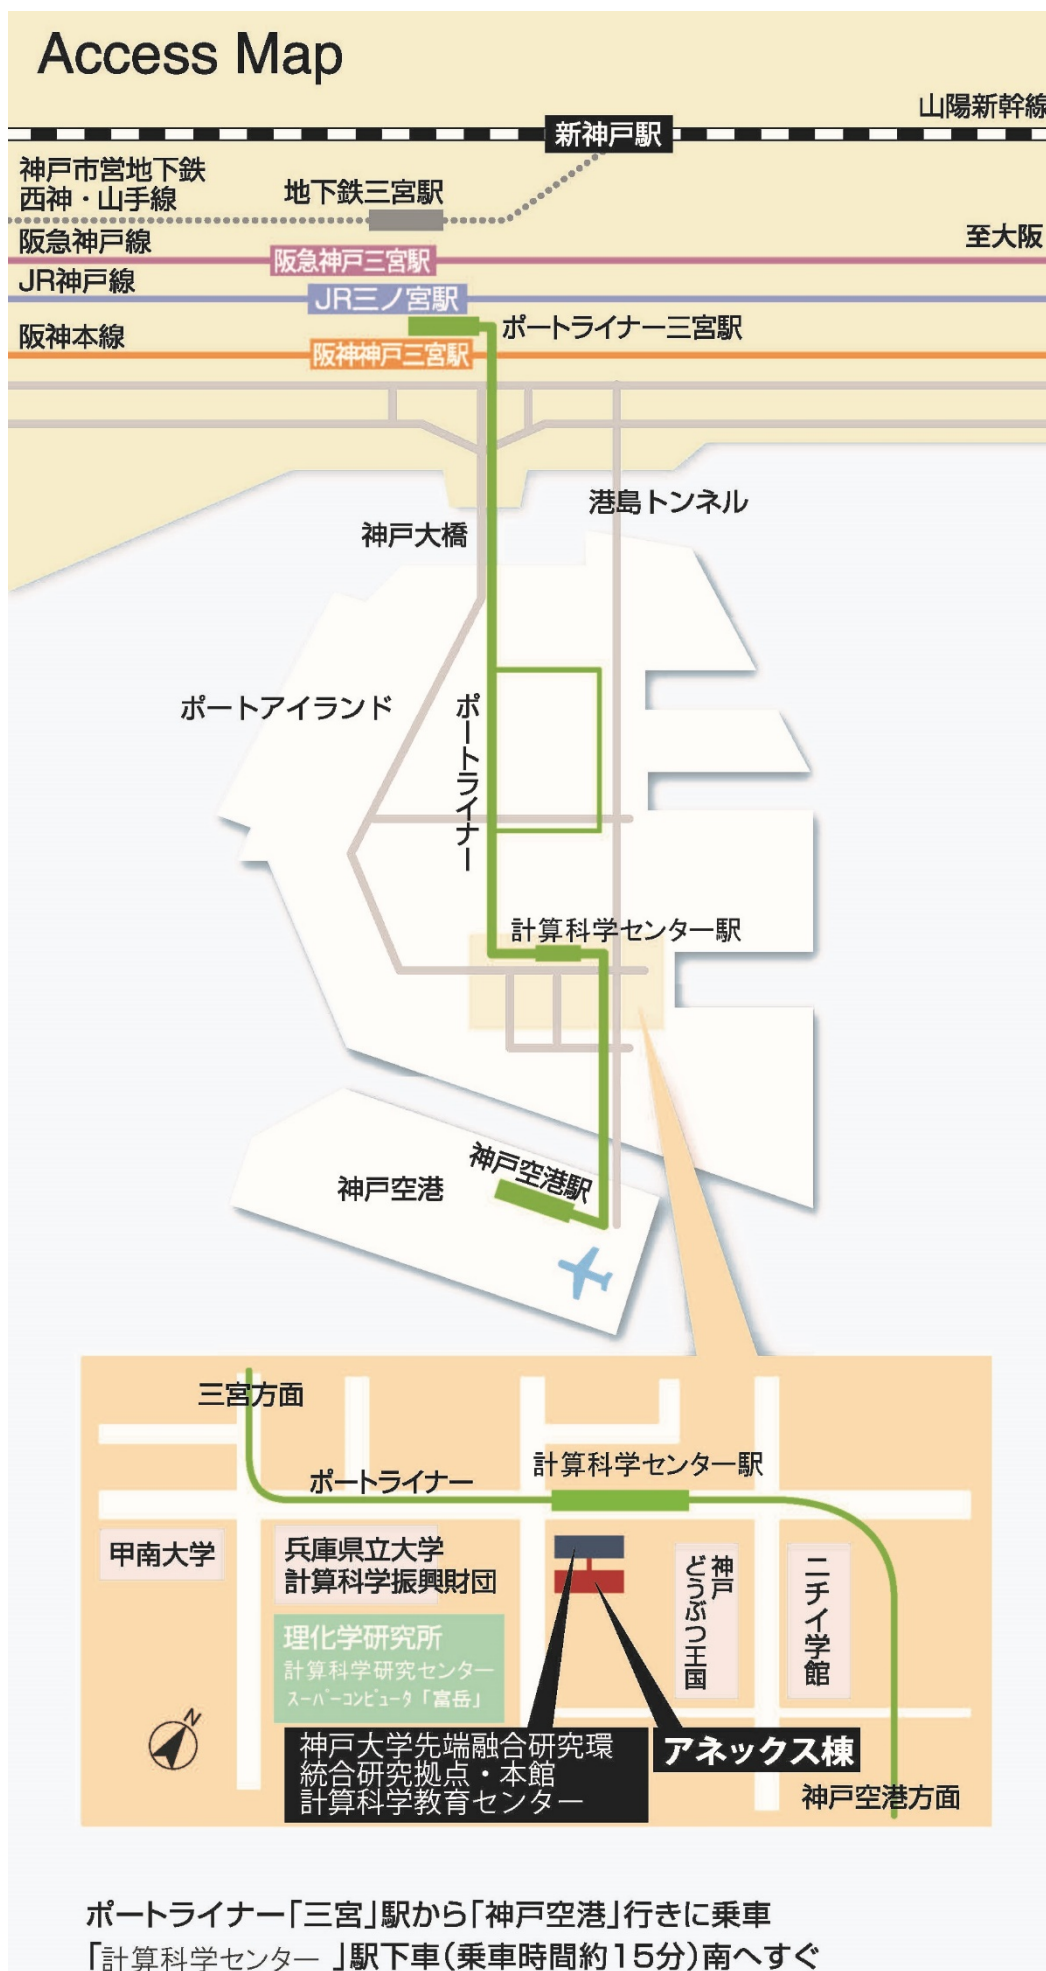 Access Map
山陽新幹線
新神戸駅
神戸市営地下鉄
西神・山手線
地下鉄三宮駅
阪急神戸線
至大阪
阪急神戸三宮駅
JR神戸線
JR三ノ宮駅
ポートライナー三宮駅
阪神本線
阪神神戸三宮駅
港島トンネル
神戸大橋
ポートアイランド
ポートライナー
計算科学センター駅
神戸空港駅
神戸空港
三宮方面
計算科学センター駅
ポートライナー
甲南大学
兵庫県立大学
計算科学振興財団
神戸
どうぶつ王国
ニチイ学館
理化学研究所
計算科学研究センター
スーパーコンピュータ「富岳」
N
神戸大学先端融合研究環
統合研究拠点・本館
計算科学教育センター
アネックス棟
神戸空港方面
ポートライナー「三宮」駅から「神戸空港」行きに乗車
「計算科学センター 」駅下車(乗車時間約15分)南へすぐ